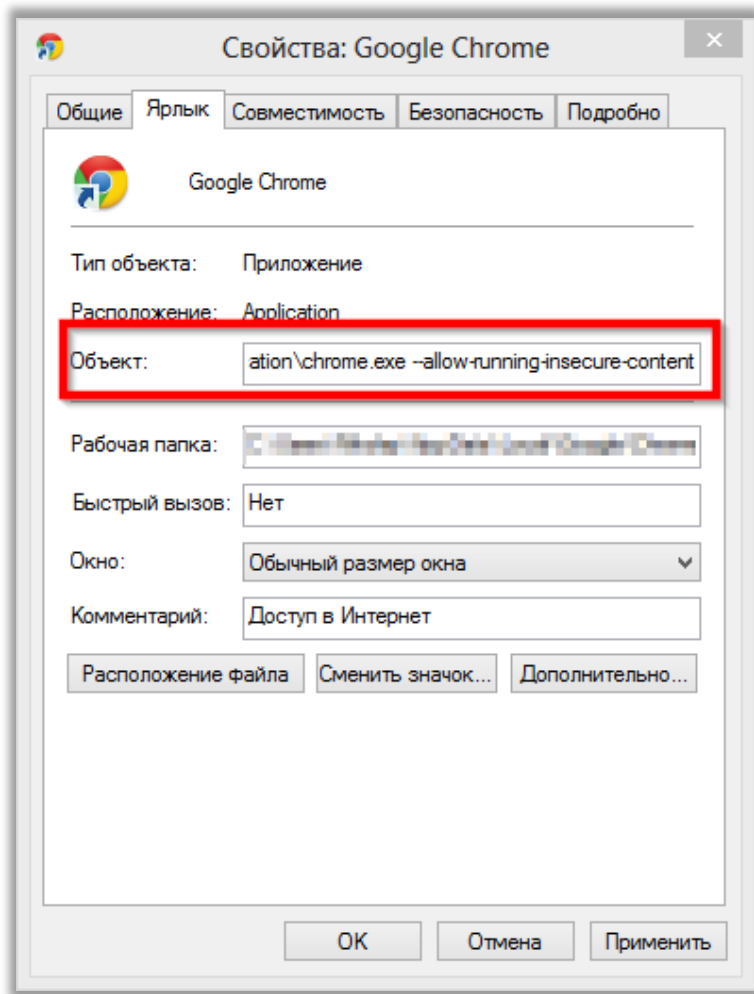 Свойства: Google Chrome
Общие Ярлык Совместимость Безопасность Подробно
Google Chrome
Тип объекта: Приложение
Расположение: Application
Объект: ation\chrome.exe --allow-running-insecure-content
Рабочая папка:
Быстрый вызов: Нет
Окно: Обычный размер окна
Комментарий: Доступ в Интернет
Расположение файла Сменить значок... Дополнительно...
OK Отмена Применить